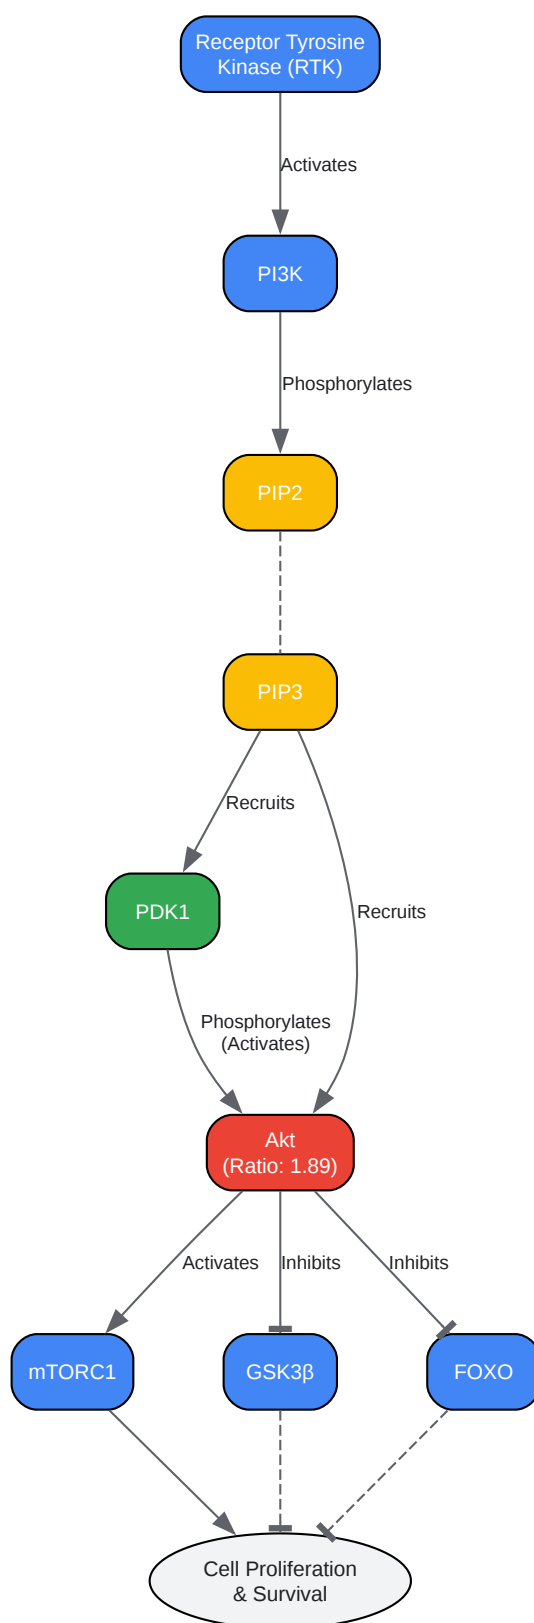 Receptor Tyrosine
Kinase (RTK)
Activates
PI3K
Phosphorylates
PIP2
PIP3
Recruits
PDK1
Recruits
Phosphorylates
(Activates)
Akt
(Ratio: 1.89)
Activates
Inhibits
Inhibits
mTORC1
GSK3β
FOXO
Cell Proliferation
& Survival